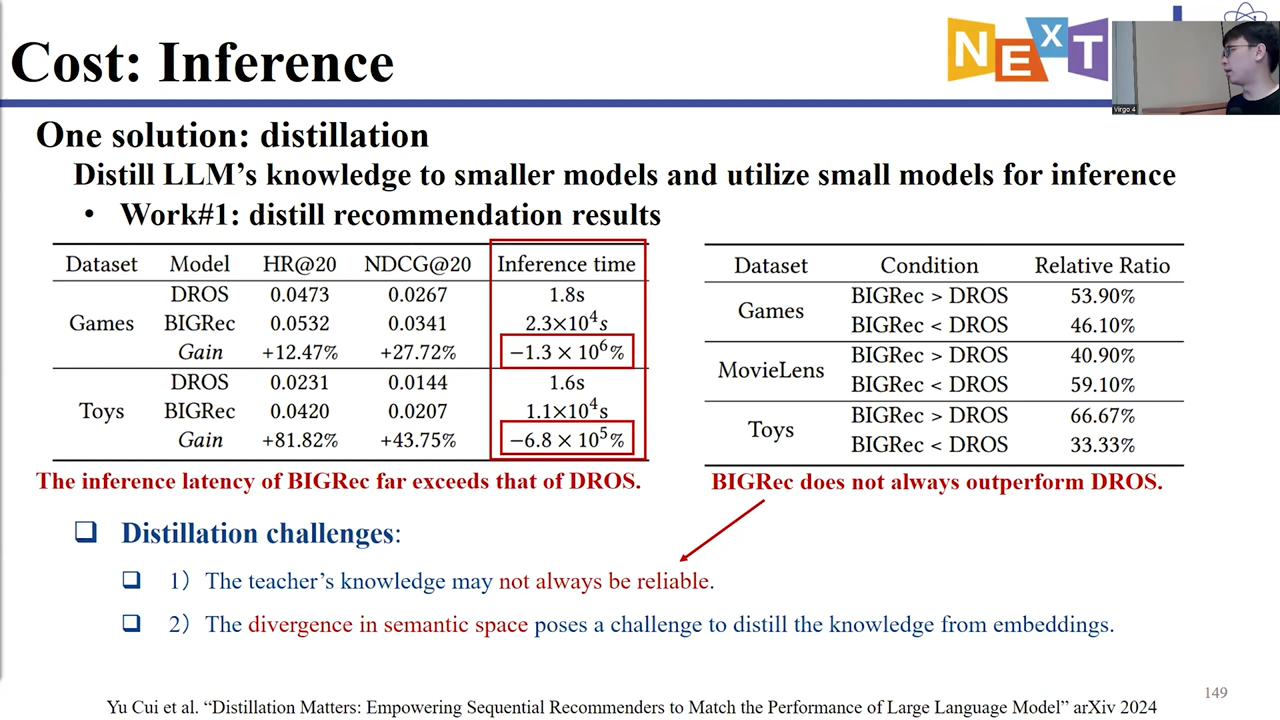 Cost: Inference
NExT
Virgo 4
One solution: distillation
Distill LLM's knowledge to smaller models and utilize small models for inference
• Work#1: distill recommendation results
Dataset Model HR@20 NDCG@20 Inference time
Games DROS 0.0473 0.0267 1.8s
BIGRec 0.0532 0.0341 2.3×10⁴s
Gain +12.47% +27.72% −1.3 × 10⁶%
Toys DROS 0.0231 0.0144 1.6s
BIGRec 0.0420 0.0207 1.1×10⁴s
Gain +81.82% +43.75% −6.8 × 10⁵%
The inference latency of BIGRec far exceeds that of DROS.
Dataset Condition Relative Ratio
Games BIGRec > DROS 53.90%
BIGRec < DROS 46.10%
MovieLens BIGRec > DROS 40.90%
BIGRec < DROS 59.10%
Toys BIGRec > DROS 66.67%
BIGRec < DROS 33.33%
BIGRec does not always outperform DROS.
❑ Distillation challenges:
❑ 1）The teacher's knowledge may not always be reliable.
❑ 2）The divergence in semantic space poses a challenge to distill the knowledge from embeddings.
149
Yu Cui et al. “Distillation Matters: Empowering Sequential Recommenders to Match the Performance of Large Language Model” arXiv 2024